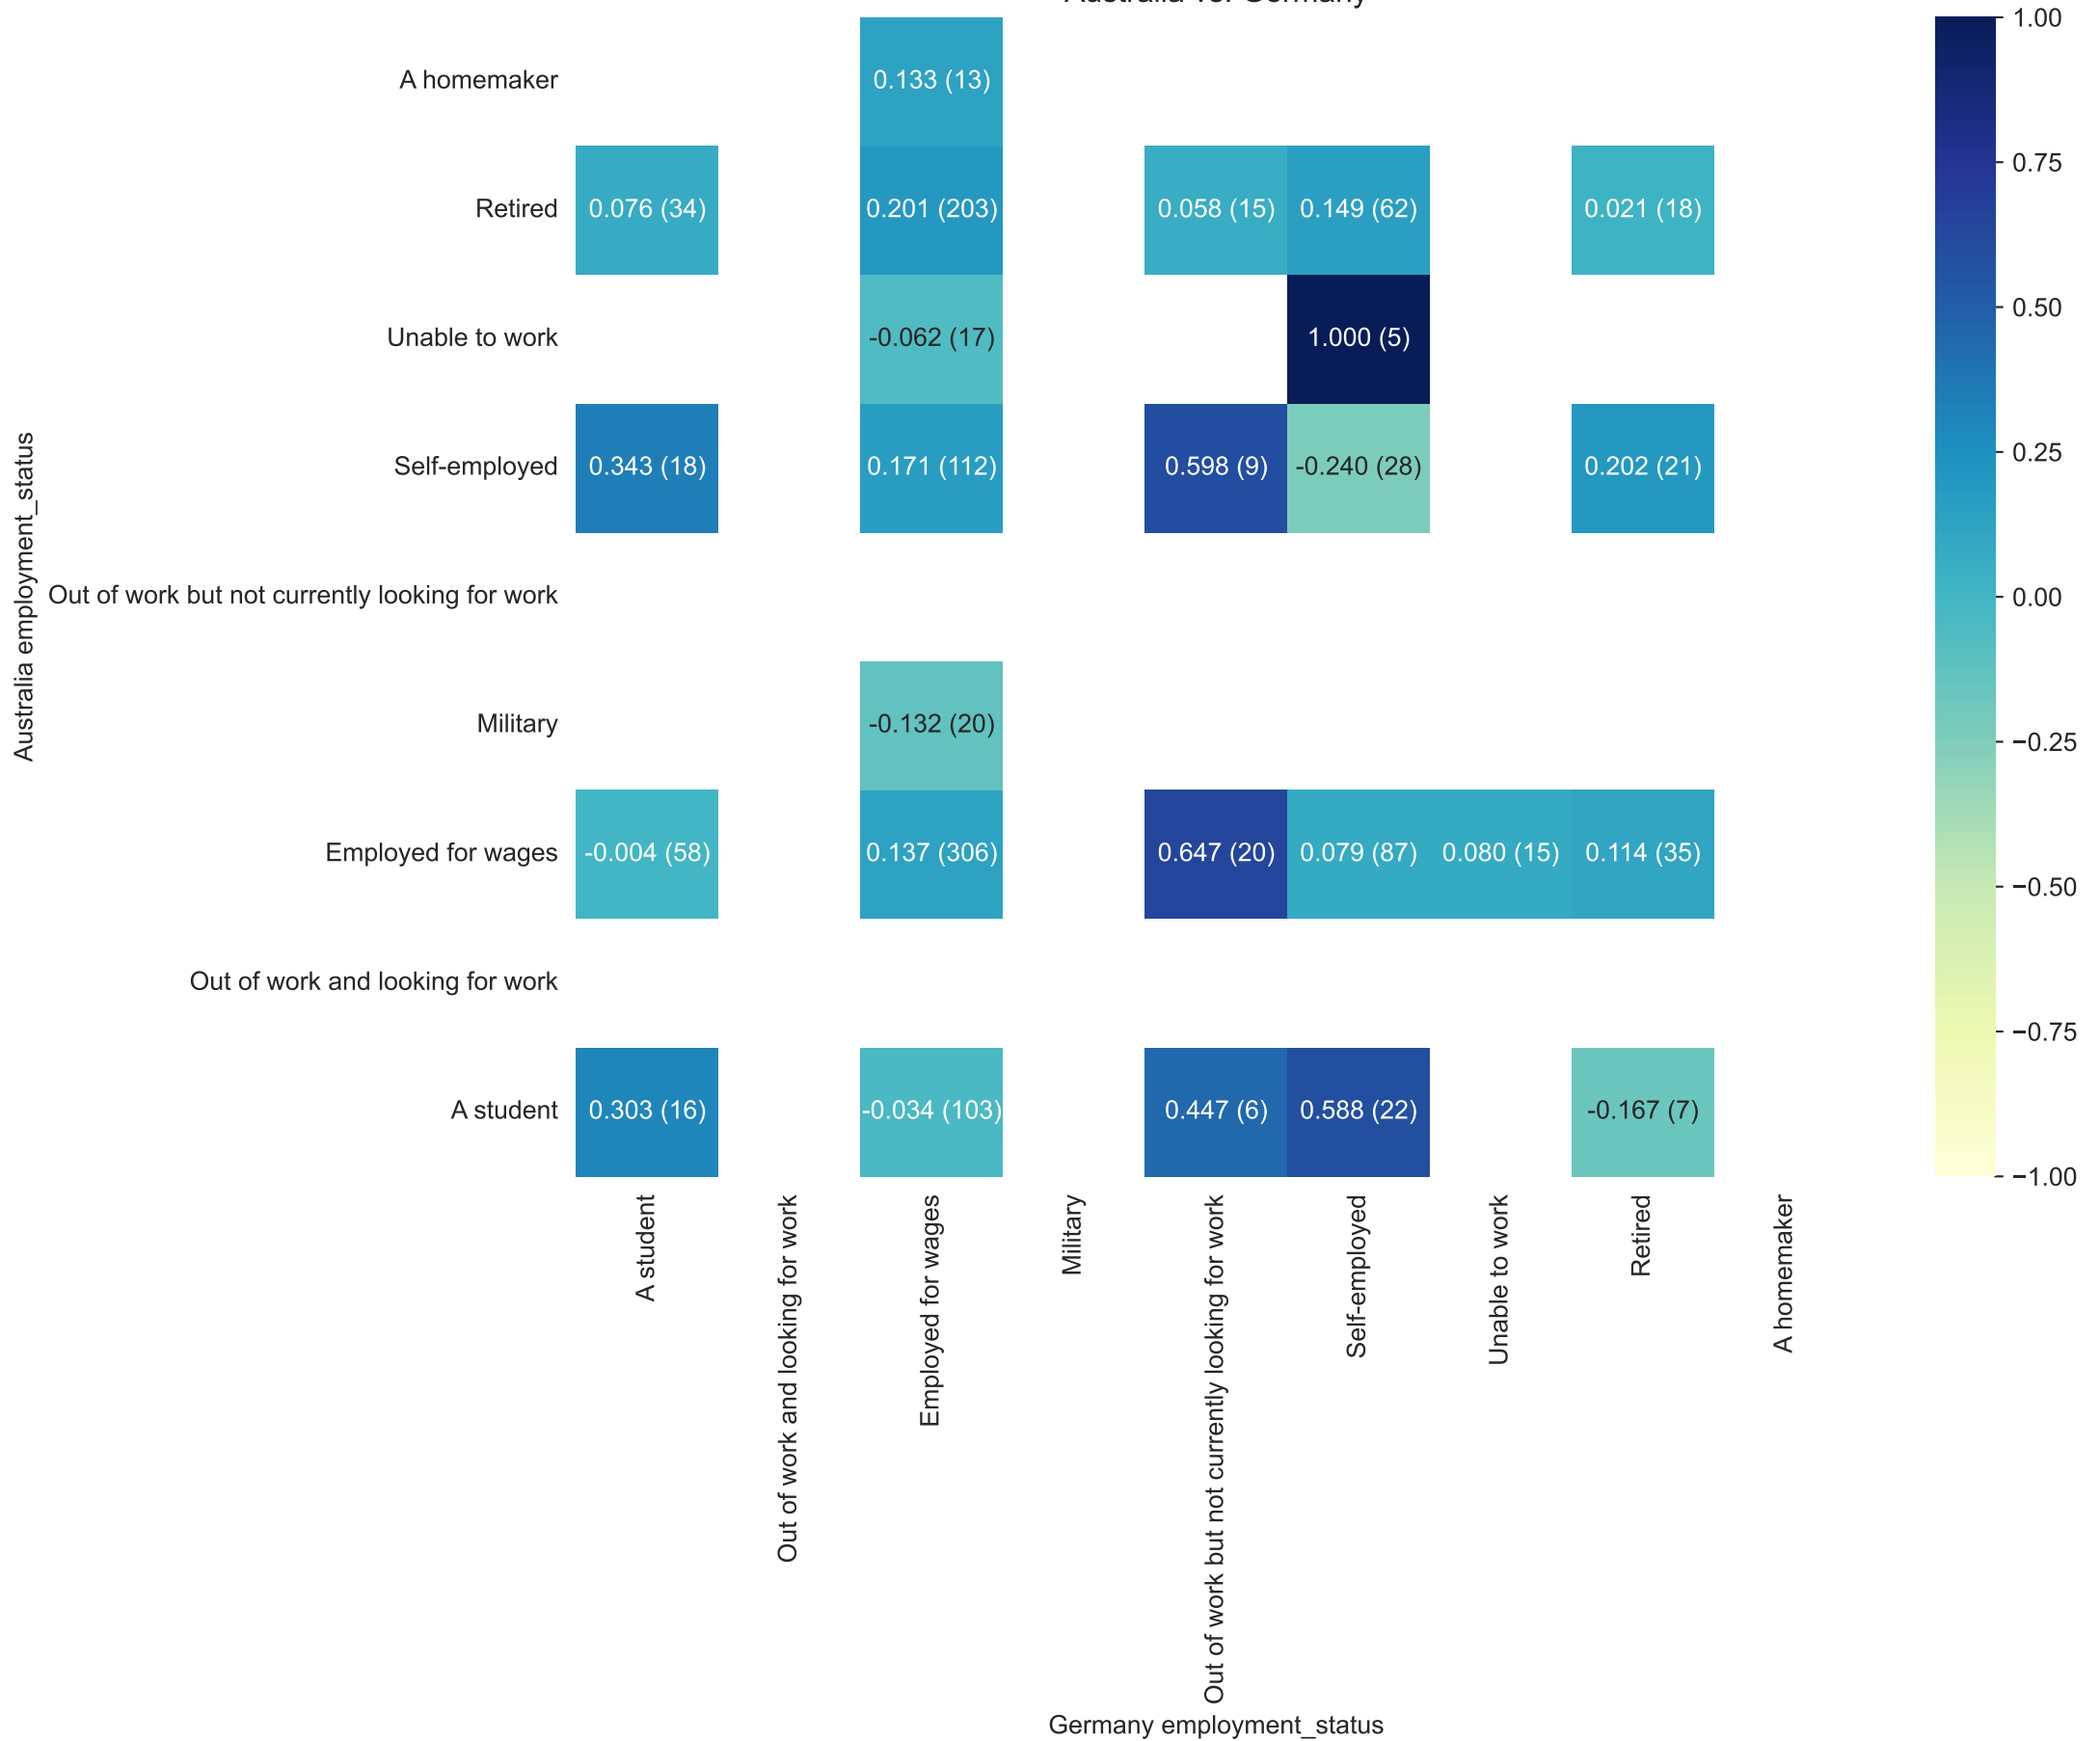 Australia vs. Germany
A homemaker
0.133 (13)
Retired
0.076 (34)
0.201 (203)
0.058 (15)
0.149 (62)
0.021 (18)
Unable to work
-0.062 (17)
1.000 (5)
Self-employed
0.343 (18)
0.171 (112)
0.598 (9)
-0.240 (28)
0.202 (21)
Out of work but not currently looking for work
Military
-0.132 (20)
Employed for wages
-0.004 (58)
0.137 (306)
0.647 (20)
0.079 (87)
0.080 (15)
0.114 (35)
Out of work and looking for work
A student
0.303 (16)
-0.034 (103)
0.447 (6)
0.588 (22)
-0.167 (7)
Australia employment_status
A student
Out of work and looking for work
Employed for wages
Military
Out of work but not currently looking for work
Self-employed
Unable to work
Retired
A homemaker
Germany employment_status
1.00
0.75
0.50
0.25
0.00
−0.25
−0.50
−0.75
−1.00